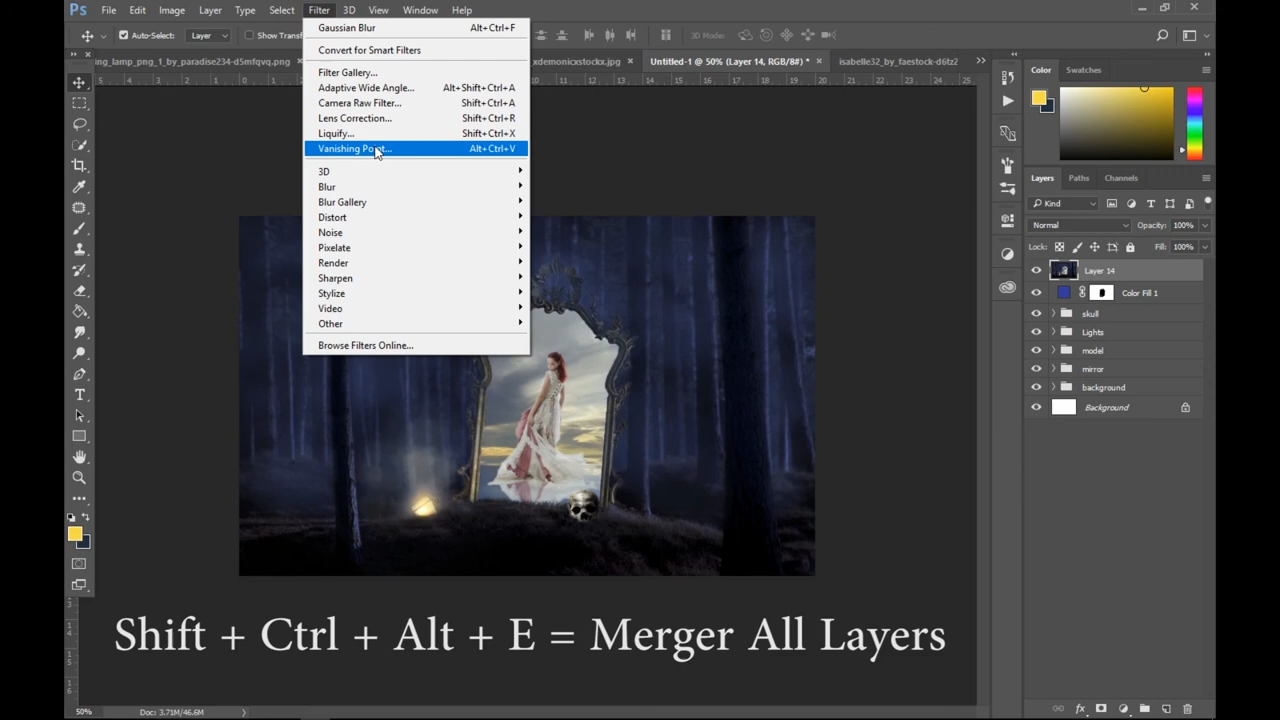 Ps File Edit Image Layer Type Select Filter 3D View Window Help
Auto-Select: Layer Show Transf 3D Mode:
ng_lamp_png_1_by_paradise234-d5mfqvq.png × xdemonicxstockx.jpg × Untitled-1 @ 50% (Layer 14, RGB/8#) * × isabelle32_by_faestock-d6tz2
Gaussian Blur Alt+Ctrl+F
Convert for Smart Filters
Filter Gallery...
Adaptive Wide Angle... Alt+Shift+Ctrl+A
Camera Raw Filter... Shift+Ctrl+A
Lens Correction... Shift+Ctrl+R
Liquify... Shift+Ctrl+X
Vanishing Point... Alt+Ctrl+V
3D
Blur
Blur Gallery
Distort
Noise
Pixelate
Render
Sharpen
Stylize
Video
Other
Browse Filters Online...
Color Swatches
Layers Paths Channels
Kind
Normal Opacity: 100%
Lock: Fill: 100%
Layer 14
Color Fill 1
skull
Lights
model
mirror
background
Background
Shift + Ctrl + Alt + E = Merger All Layers
50% Doc: 3.71M/46.6M